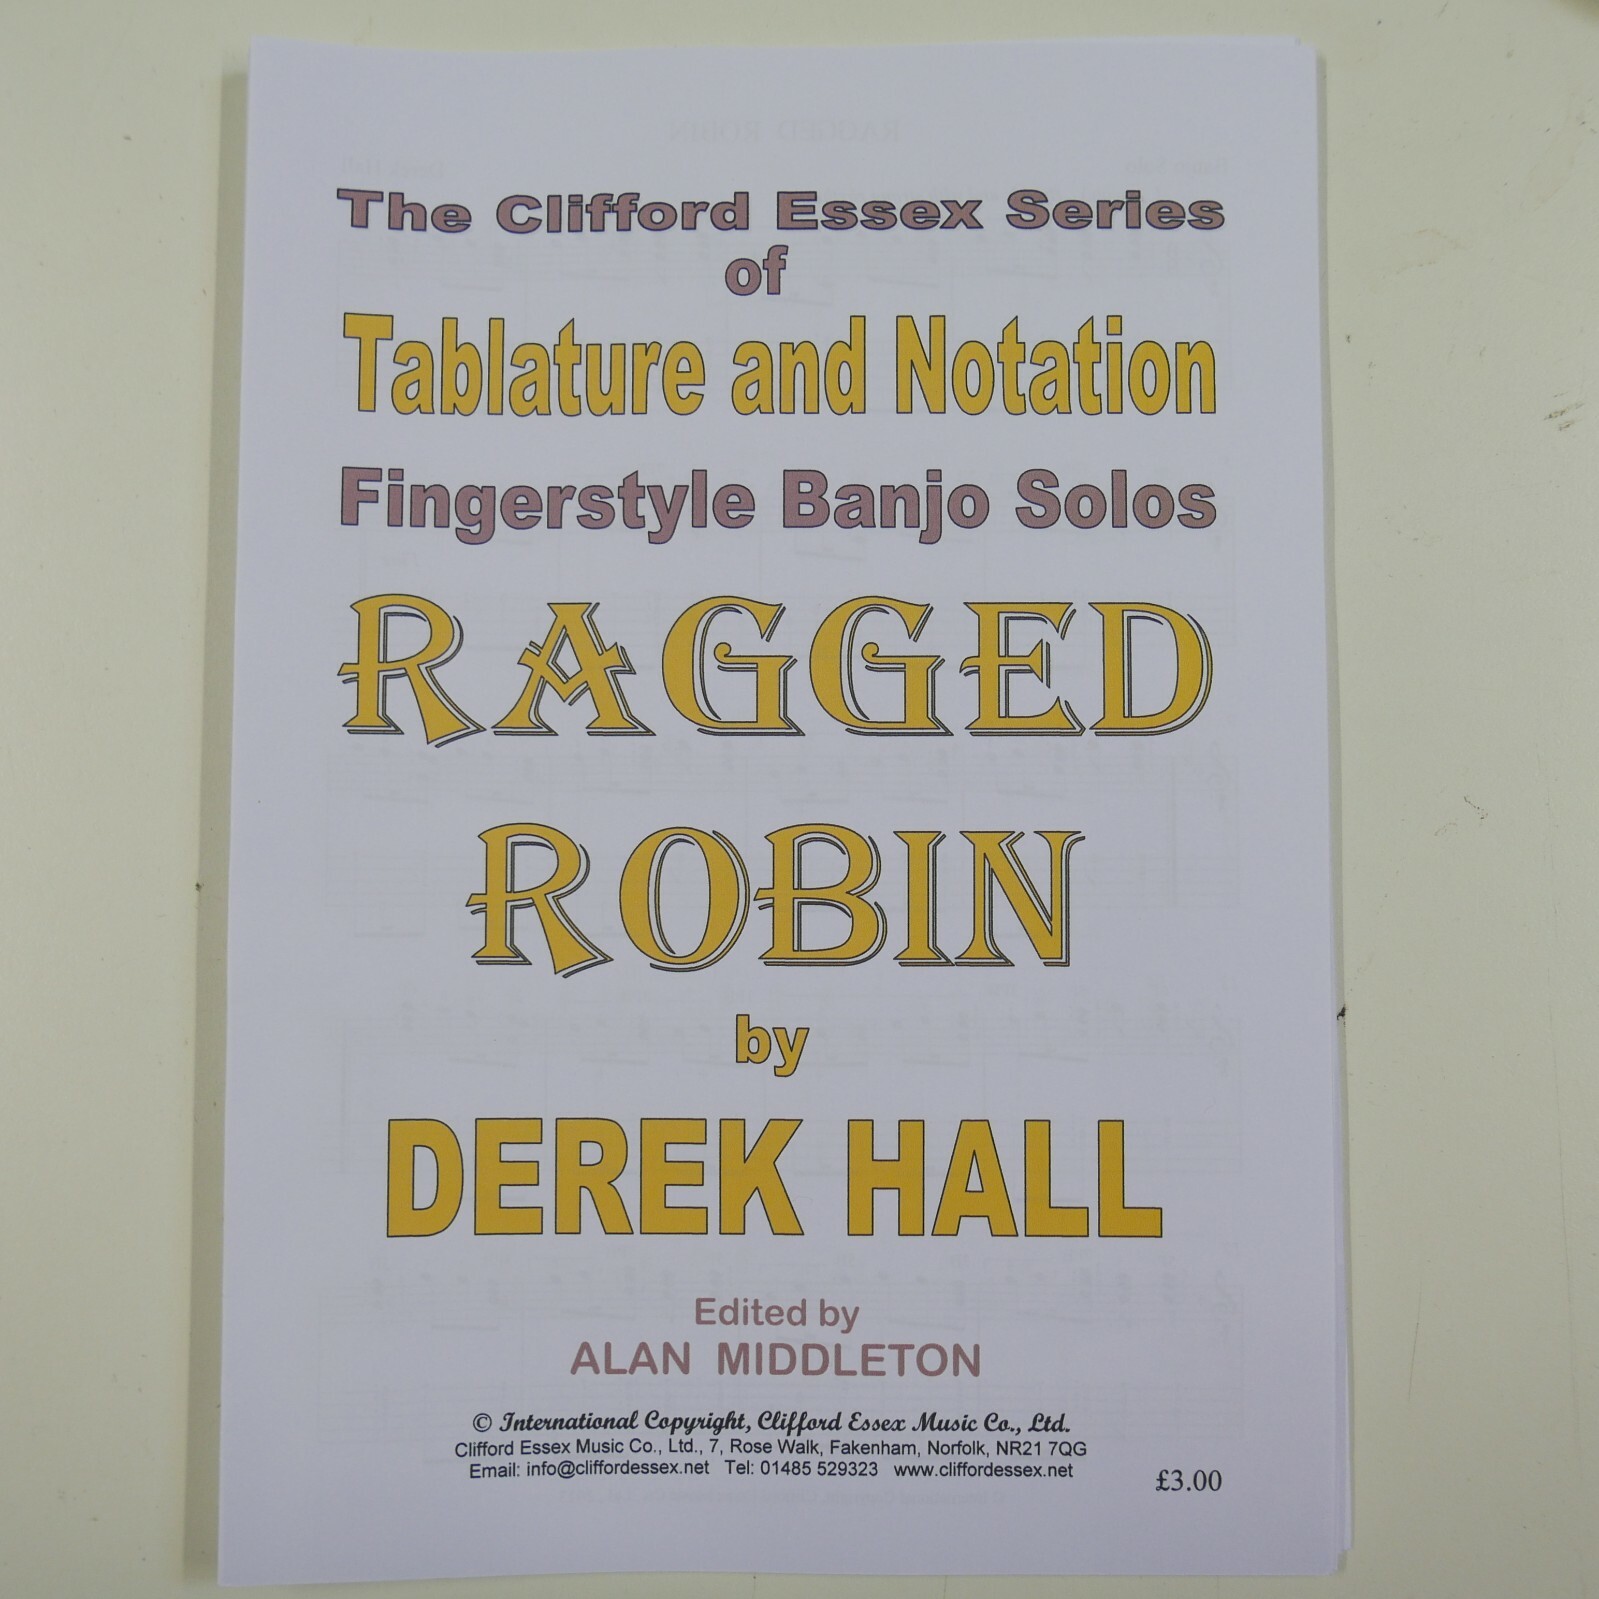 The Clifford Essex Series
of
Tablature and Notation
Fingerstyle Banjo Solos
RAGGED
ROBIN
by
DEREK HALL
Edited by
ALAN MIDDLETON
© International Copyright, Clifford Essex Music Co., Ltd.
Clifford Essex Music Co., Ltd., 7, Rose Walk, Fakenham, Norfolk, NR21 7QG
Email: info@cliffordessex.net Tel: 01485 529323 www.cliffordessex.net
£3.00